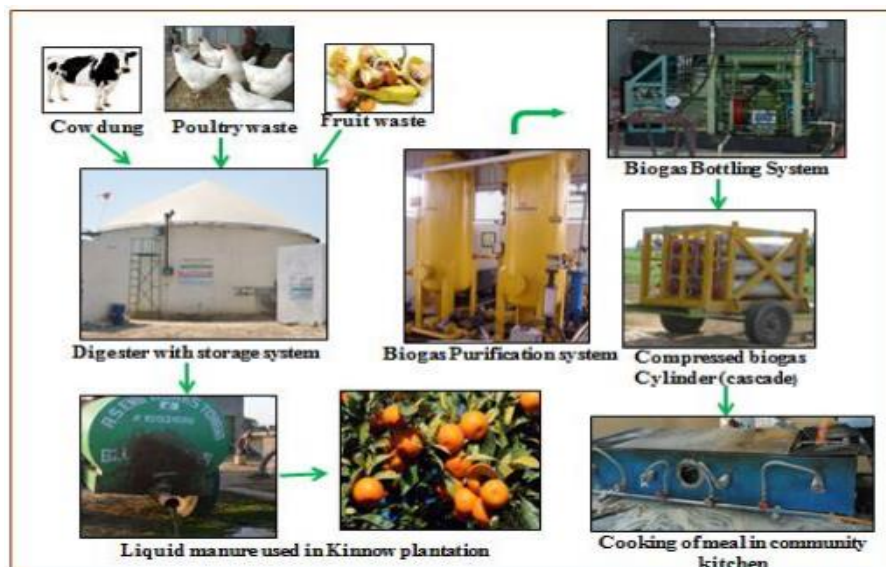 Cow dung
Poultry waste
Fruit waste
Biogas Bottling System
Digester with storage system
Biogas Purification system
Compressed biogas
Cylinder (cascade)
Liquid manure used in Kinnow plantation
Cooking of meal in community
kitchen